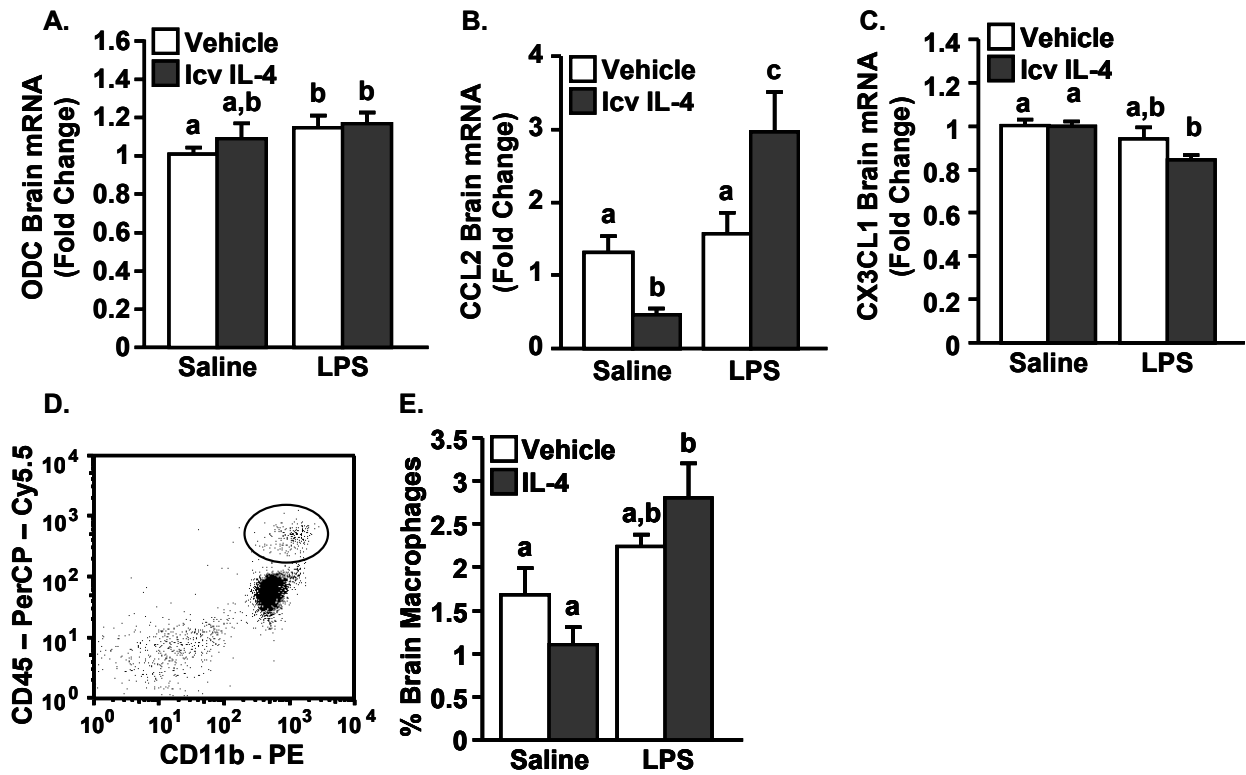 A.
ODC Brain mRNA
(Fold Change)
1.6
1.4
1.2
1
0.8
0.6
0.4
0.2
0
Vehicle
Icv IL-4
a
a,b
b
b
Saline
LPS
B.
CCL2 Brain mRNA
(Fold Change)
4
3
2
1
0
Vehicle
Icv IL-4
a
b
a
c
Saline
LPS
C.
CX3CL1 Brain mRNA
(Fold Change)
1.4
1.2
1
0.8
0.6
0.4
0.2
0
Vehicle
Icv IL-4
a
a
a,b
b
Saline
LPS
D.
CD45 – PerCP – Cy5.5
10^4
10^3
10^2
10^1
10^0
10^0
10^1
10^2
10^3
10^4
CD11b - PE
E.
% Brain Macrophages
3.5
3
2.5
2
1.5
1
0.5
0
Vehicle
IL-4
a
a
a,b
b
Saline
LPS